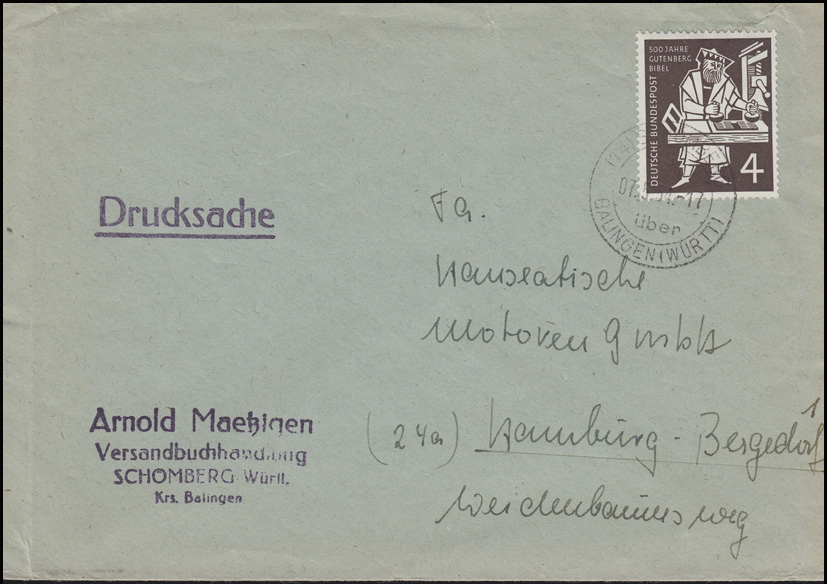 500 JAHRE
GUTENBERG
BIBEL
DEUTSCHE BUNDESPOST
4
über
BALINGEN (WÜRTT)
Drucksache
Fa.
Hanseatische
Motoren GmbH
(24a) Hamburg - Bergedorf 1
Weidenbaumsweg
Arnold Maetzigen
Versandbuchhandlung
SCHÖMBERG Württ.
Krs. Balingen